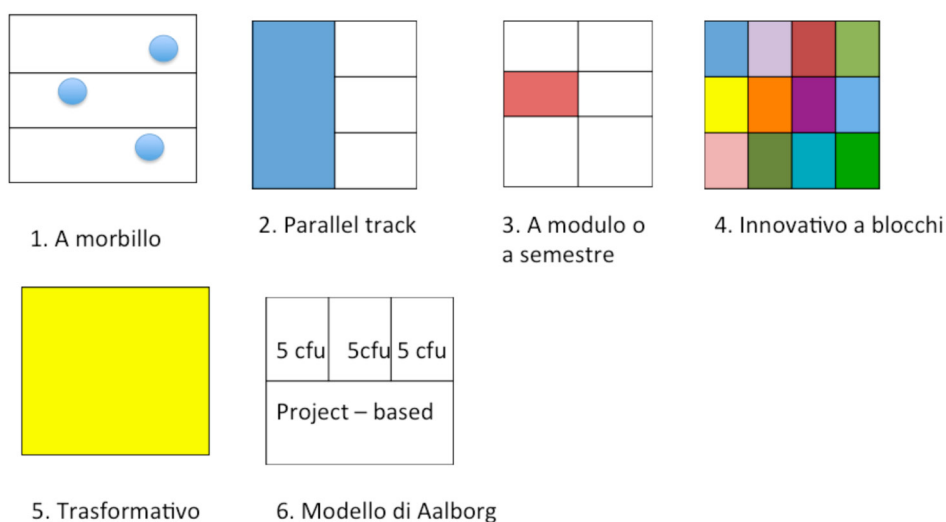 1. A morbillo
2. Parallel track
3. A modulo o
a semestre
4. Innovativo a blocchi
5 cfu 5cfu 5 cfu
Project – based
5. Trasformativo
6. Modello di Aalborg